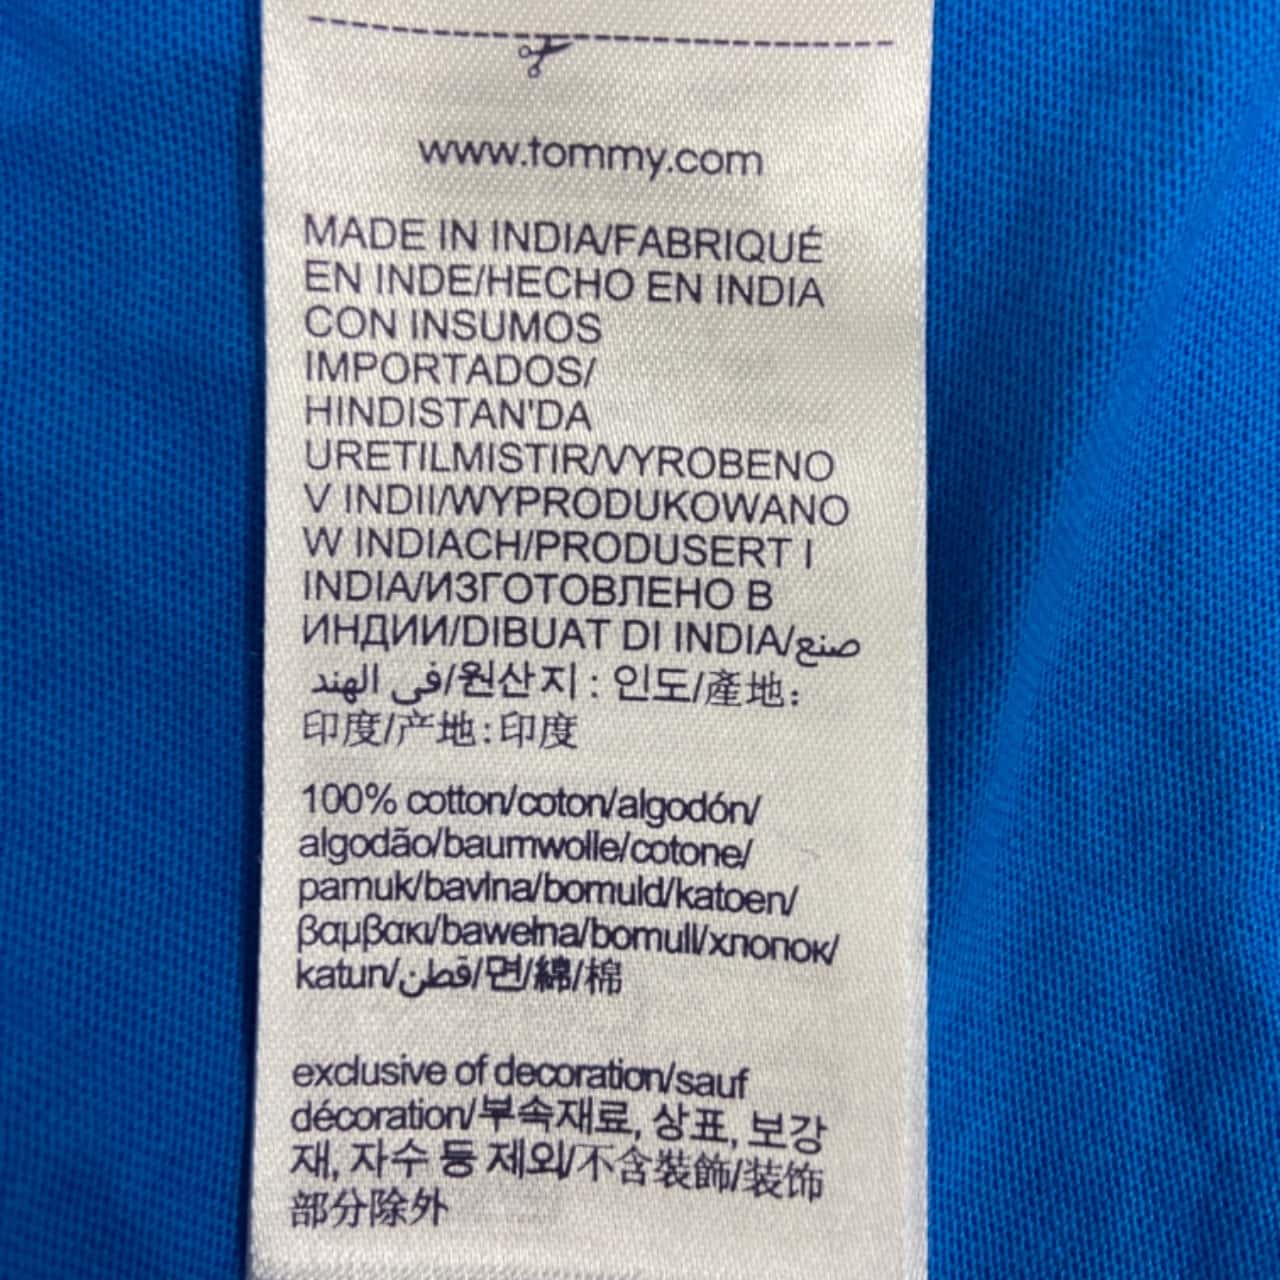 www.tommy.com
MADE IN INDIA/FABRIQUÉ
EN INDE/HECHO EN INDIA
CON INSUMOS
IMPORTADOS/
HINDISTAN'DA
URETILMISTIR/VYROBENO
V INDII/WYPRODUKOWANO
W INDIACH/PRODUSERT I
INDIA/ИЗГОТОВЛЕНО В
ИНДИИ/DIBUAT DI INDIA/صنع
في الهند/원산지 : 인도/產地:
印度/产地:印度
100% cotton/coton/algodón/
algodão/baumwolle/cotone/
pamuk/bavlna/bomuld/katoen/
βαμβακι/bawełna/bomull/хлопок/
katun/قطن/면/綿/棉
exclusive of decoration/sauf
décoration/부속재료, 상표, 보강
재, 자수 등 제외/不含裝飾/装饰
部分除外